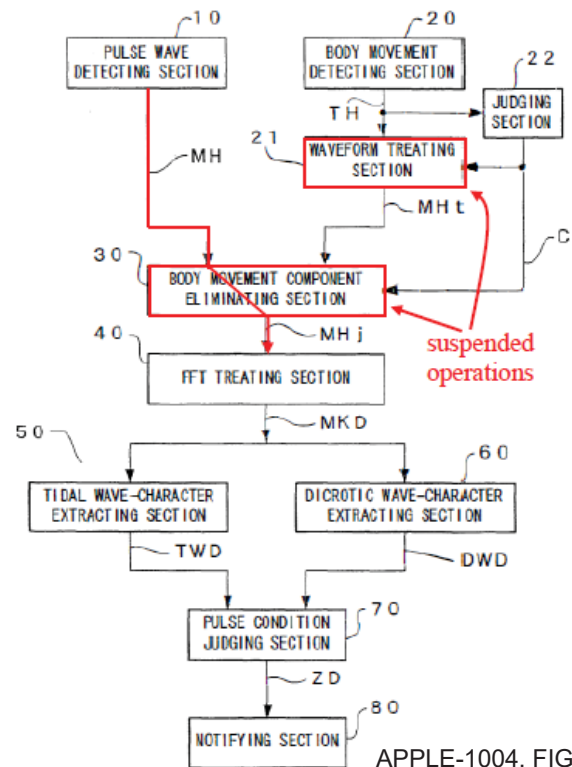 10
PULSE WAVE
DETECTING SECTION
20
BODY MOVEMENT
DETECTING SECTION
22
JUDGING
SECTION
TH
21
WAVEFORM TREATING
SECTION
MH
MHt
C
30
BODY MOVEMENT COMPONENT
ELIMINATING SECTION
MHj
suspended
operations
40
FFT TREATING SECTION
MKD
50
60
TIDAL WAVE-CHARACTER
EXTRACTING SECTION
DICROTIC WAVE-CHARACTER
EXTRACTING SECTION
TWD
DWD
70
PULSE CONDITION
JUDGING SECTION
ZD
80
NOTIFYING SECTION
APPLE-1004, FIG